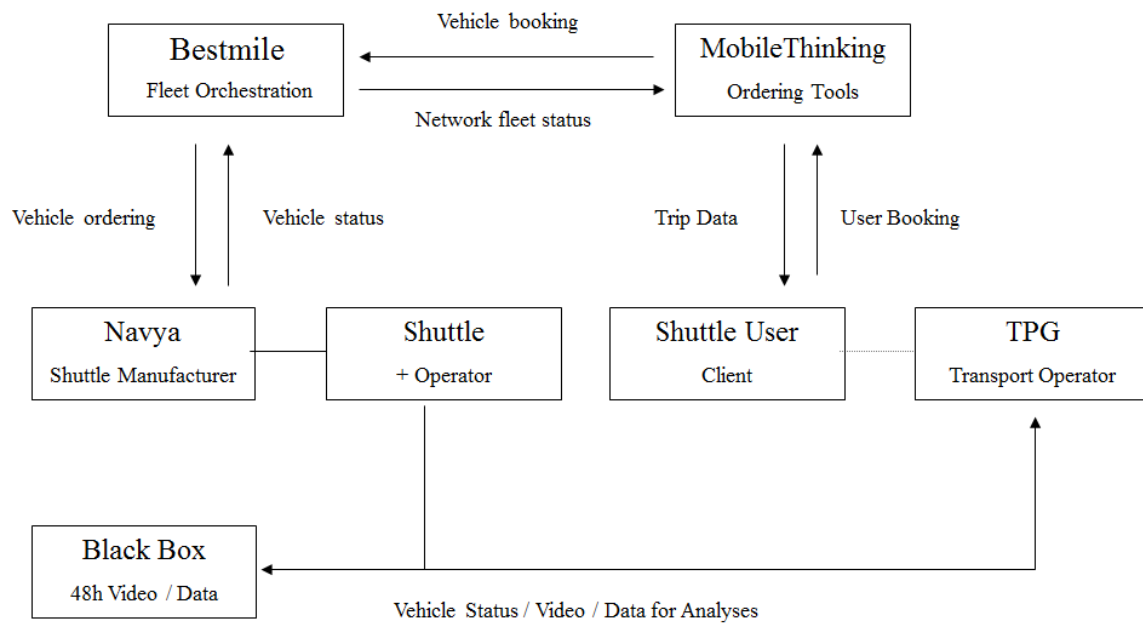 Vehicle booking
Bestmile
Fleet Orchestration
MobileThinking
Ordering Tools
Network fleet status
Vehicle ordering
Vehicle status
Trip Data
User Booking
Navya
Shuttle Manufacturer
Shuttle
+ Operator
Shuttle User
Client
TPG
Transport Operator
Black Box
48h Video / Data
Vehicle Status / Video / Data for Analyses